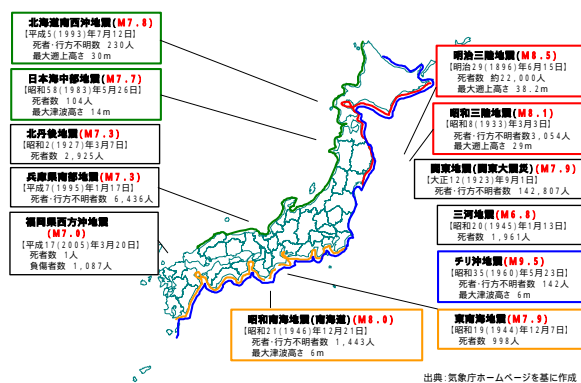 北海道南西沖地震(M7.8)
【平成5(1993)年7月12日】
死者・行方不明数 230人
最大遡上高さ 30m
日本海中部地震(M7.7)
【昭和58(1983)年5月26日】
死者数 104人
最大津波高さ 14m
北丹後地震(M7.3)
【昭和2(1927)年3月7日】
死者数 2,925人
兵庫県南部地震(M7.3)
【平成7(1995)年1月17日】
死者・行方不明数 6,436人
福岡県西方沖地震
(M7.0)
【平成17(2005)年3月20日】
死者数 1人
負傷者数 1,087人
明治三陸地震(M8.5)
【明治29(1896)年6月15日】
死者数 約22,000人
最大遡上高さ 38.2m
昭和三陸地震(M8.1)
【昭和8(1933)年3月3日】
死者・行方不明者数3,054人
最大遡上高さ 29m
関東地震(関東大震災)(M7.9)
【大正12(1923)年9月1日】
死者・行方不明者数 142,807人
三河地震(M6.8)
【昭和20(1945)年1月13日】
死者数 1,961人
チリ沖地震(M9.5)
【昭和35(1960)年5月23日】
死者・行方不明者数 142人
最大津波高さ 6m
昭和南海地震(南海道)(M8.0)
【昭和21(1946)年12月21日】
死者・行方不明者数 1,443人
最大津波高さ 6m
東南海地震(M7.9)
【昭和19(1944)年12月7日】
死者・行方不明者数 998人
出典:気象庁ホームページを基に作成